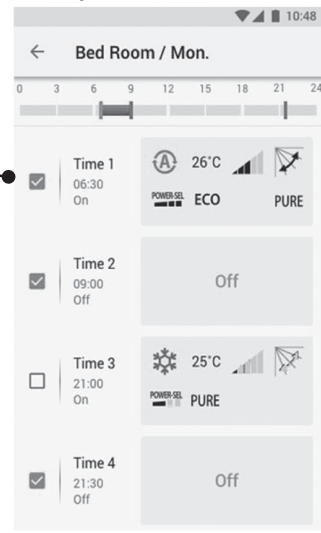 10:48
Bed Room / Mon.
0 3 6 9 12 15 18 21 24
Time 1
06:30
On
A 26°C
POWER-SEL ECO PURE
Time 2
09:00
Off
Off
Time 3
21:00
On
25°C
POWER-SEL PURE
Time 4
21:30
Off
Off